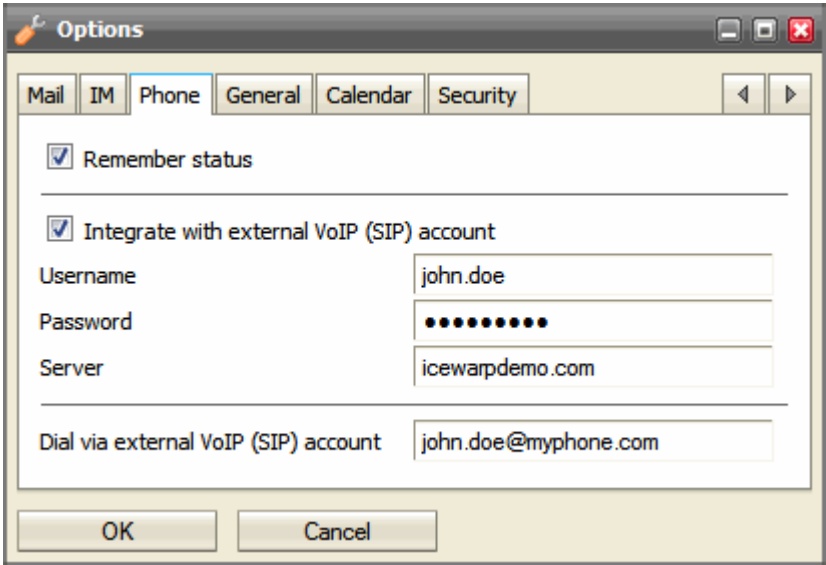 Options
Mail IM Phone General Calendar Security
Remember status
Integrate with external VoIP (SIP) account
Username john.doe
Password ●●●●●●●●●
Server icewarpdemo.com
Dial via external VoIP (SIP) account john.doe@myphone.com
OK Cancel